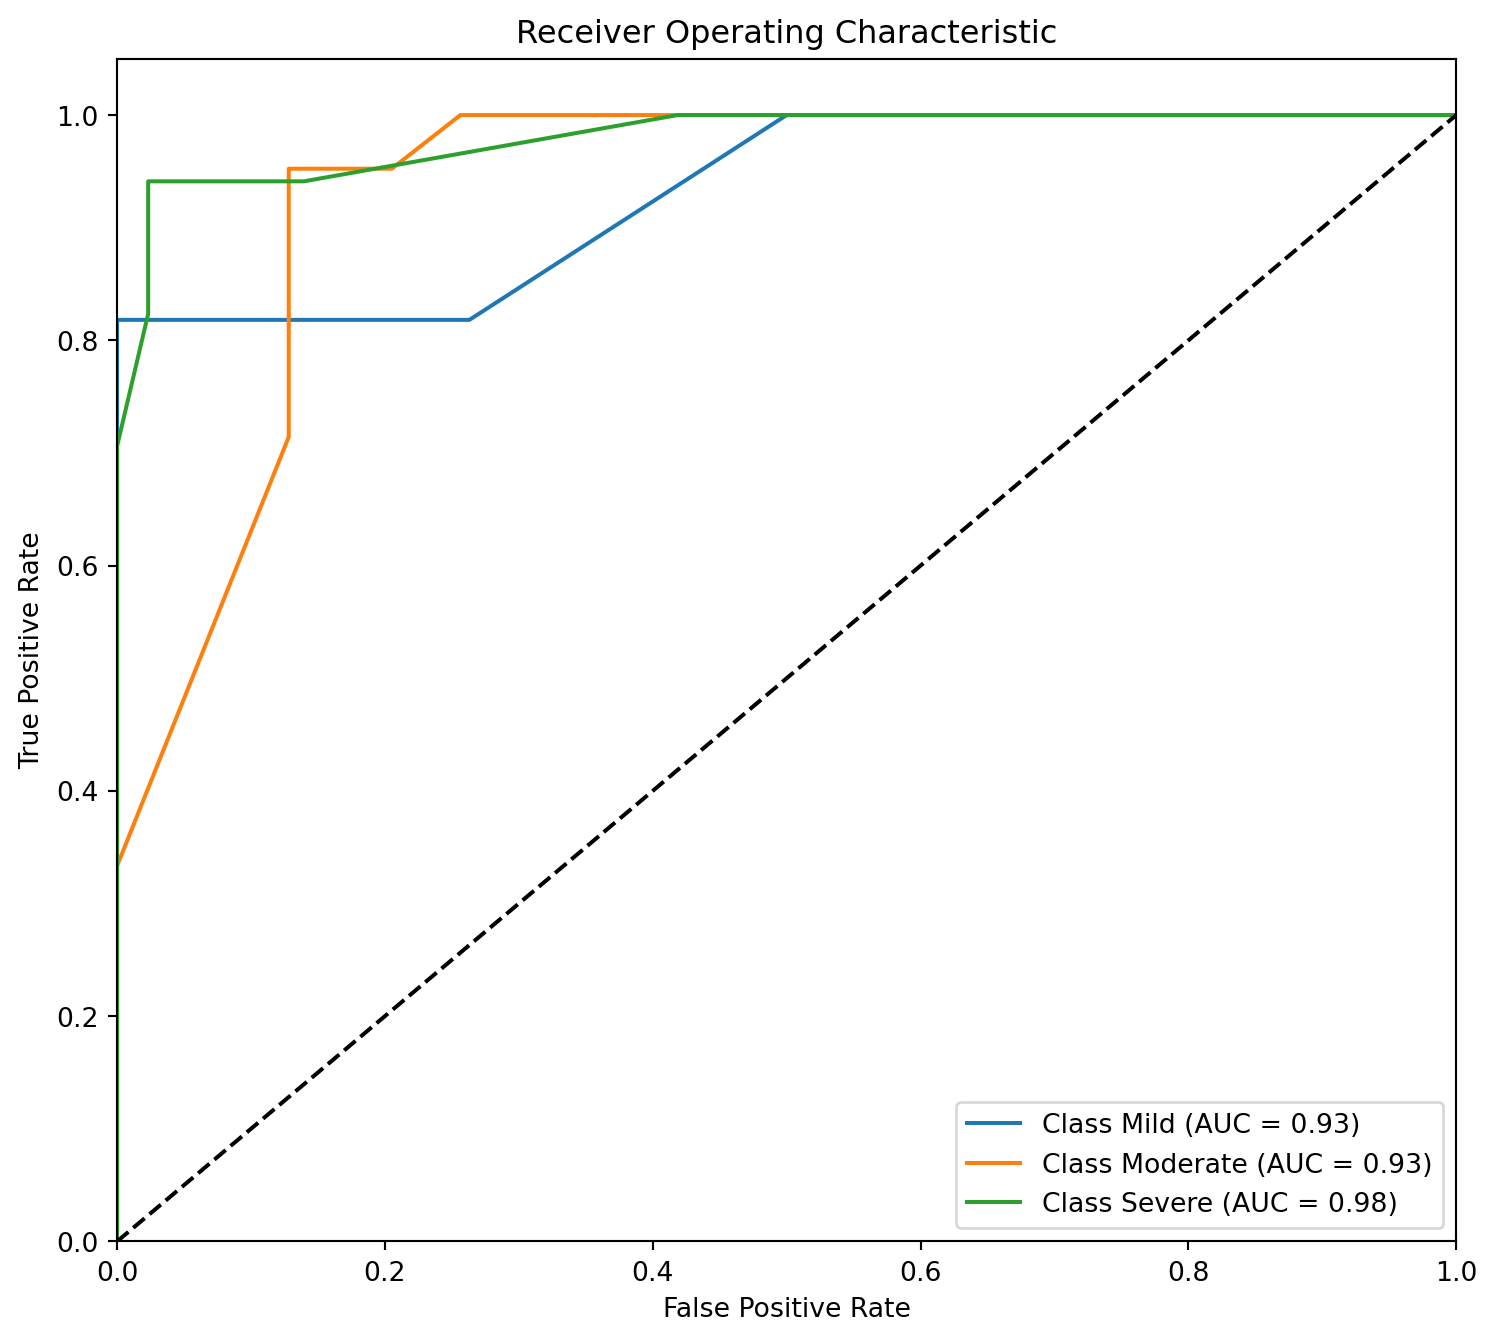 Receiver Operating Characteristic
1.0
0.8
0.6
0.4
0.2
0.0
True Positive Rate
Class Mild (AUC = 0.93)
Class Moderate (AUC = 0.93)
Class Severe (AUC = 0.98)
0.0 0.2 0.4 0.6 0.8 1.0
False Positive Rate